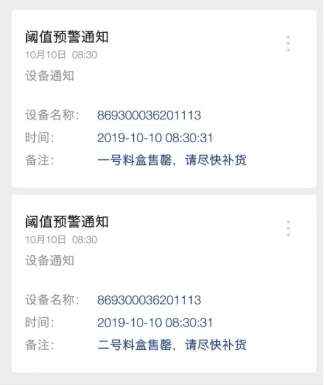 阈值预警通知
10月10日 08:30
设备通知
设备名称： 869300036201113
时间： 2019-10-10 08:30:31
备注： 一号料盒售罄，请尽快补货
阈值预警通知
10月10日 08:30
设备通知
设备名称： 869300036201113
时间： 2019-10-10 08:30:31
备注： 二号料盒售罄，请尽快补货